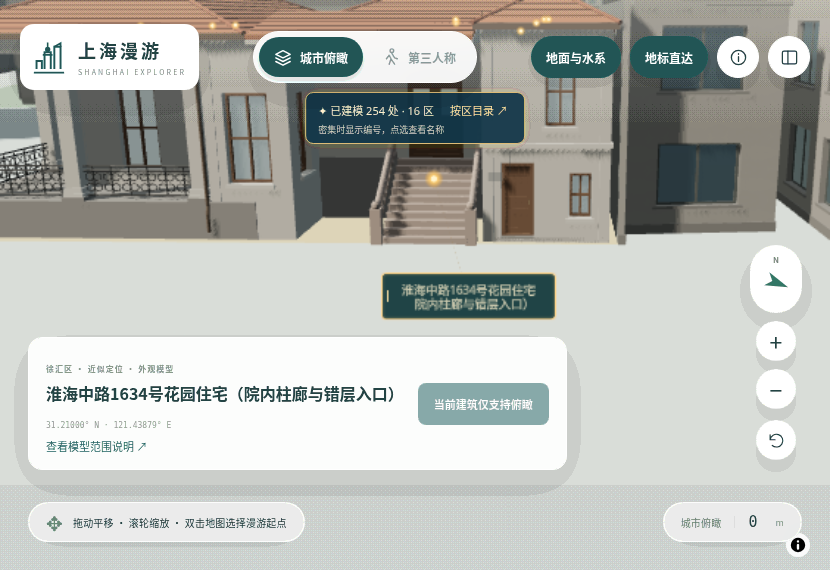 上海漫游
SHANGHAI EXPLORER
城市俯瞰
第三人称
地面与水系
地标直达
✦ 已建模 254 处 · 16 区 按区目录 ↗
密集时显示编号，点选查看名称
淮海中路1634号花园住宅
院内柱廊与错层入口）
N
徐汇区 · 近似定位 · 外观模型
淮海中路1634号花园住宅（院内柱廊与错层入口）
当前建筑仅支持俯瞰
31.21000° N · 121.43879° E
查看模型范围说明 ↗
拖动平移 · 滚轮缩放 · 双击地图选择漫游起点
城市俯瞰 0 m